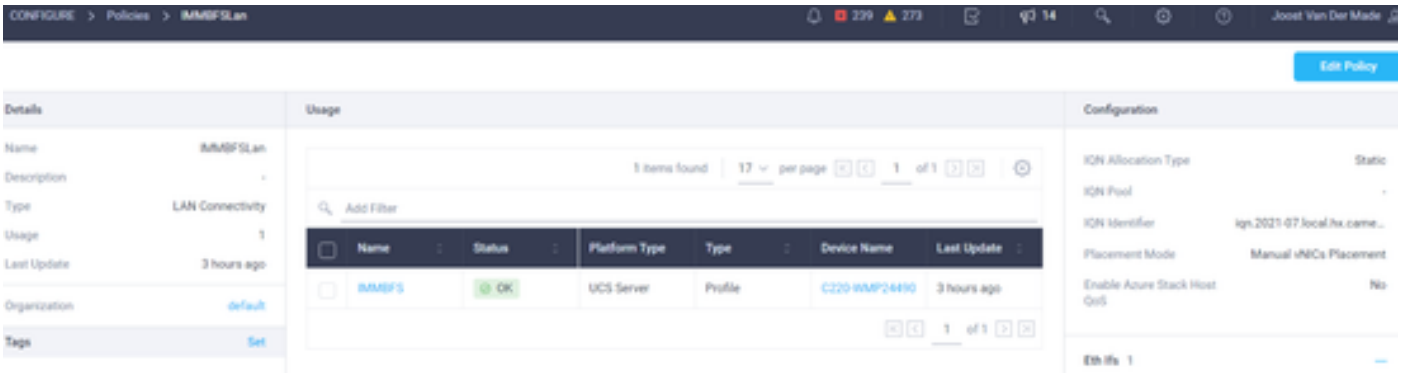 CONFIGURE > Policies > IMMBFSLan
239 273 14 Joost Van Der Made
Edit Policy
Details
Name IMMBFSLan
Description -
Type LAN Connectivity
Usage 1
Last Update 3 hours ago
Organization default
Tags Set
Usage
1 items found 17 per page 1 of 1
Add Filter
Name Status Platform Type Type Device Name Last Update
IMMBFS OK UCS Server Profile C220-WMP24490 3 hours ago
1 of 1
Configuration
IQN Allocation Type Static
IQN Pool -
IQN Identifier iqn.2021-07.local.hx.came...
Placement Mode Manual vNICs Placement
Enable Azure Stack Host No
QoS
Eth Ifs 1